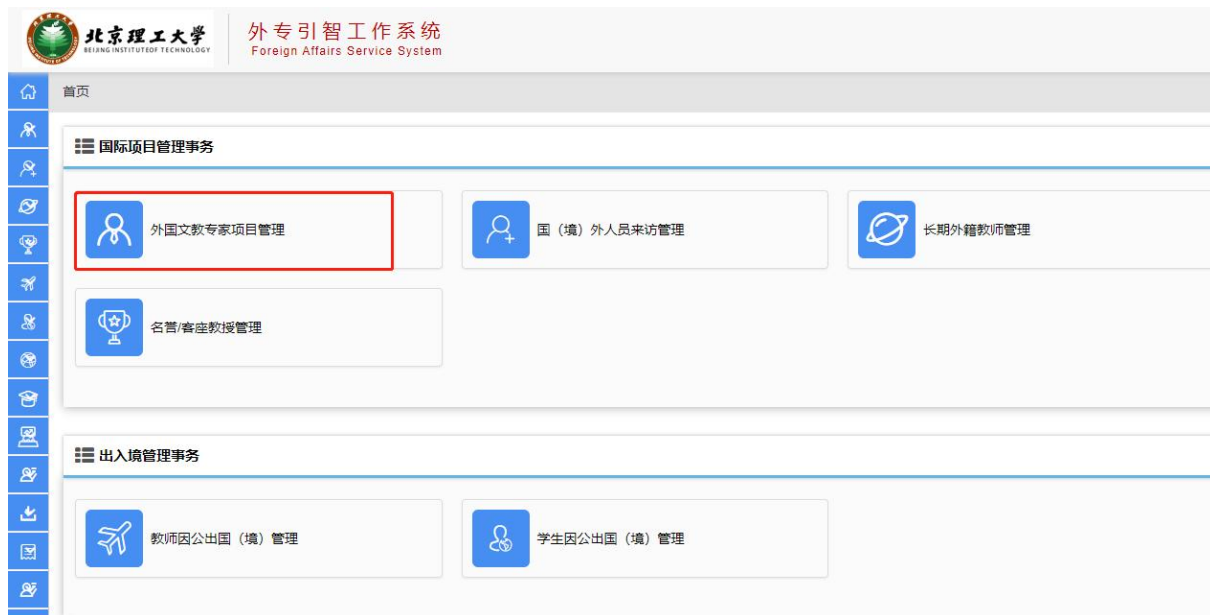 北京理工大学
BEIJING INSTITUTE OF TECHNOLOGY
外专引智工作系统
Foreign Affairs Service System
首页
国际项目管理事务
外国文教专家项目管理
国（境）外人员来访管理
长期外籍教师管理
名誉/客座教授管理
出入境管理事务
教师因公出国（境）管理
学生因公出国（境）管理